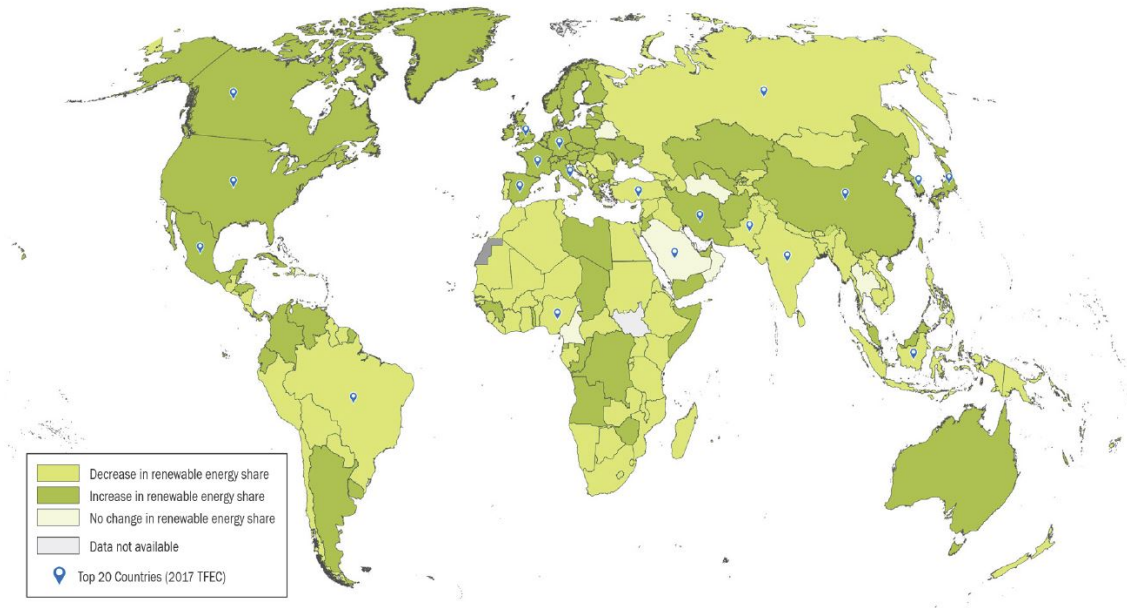 Decrease in renewable energy share
Increase in renewable energy share
No change in renewable energy share
Data not available
Top 20 Countries (2017 TFEC)